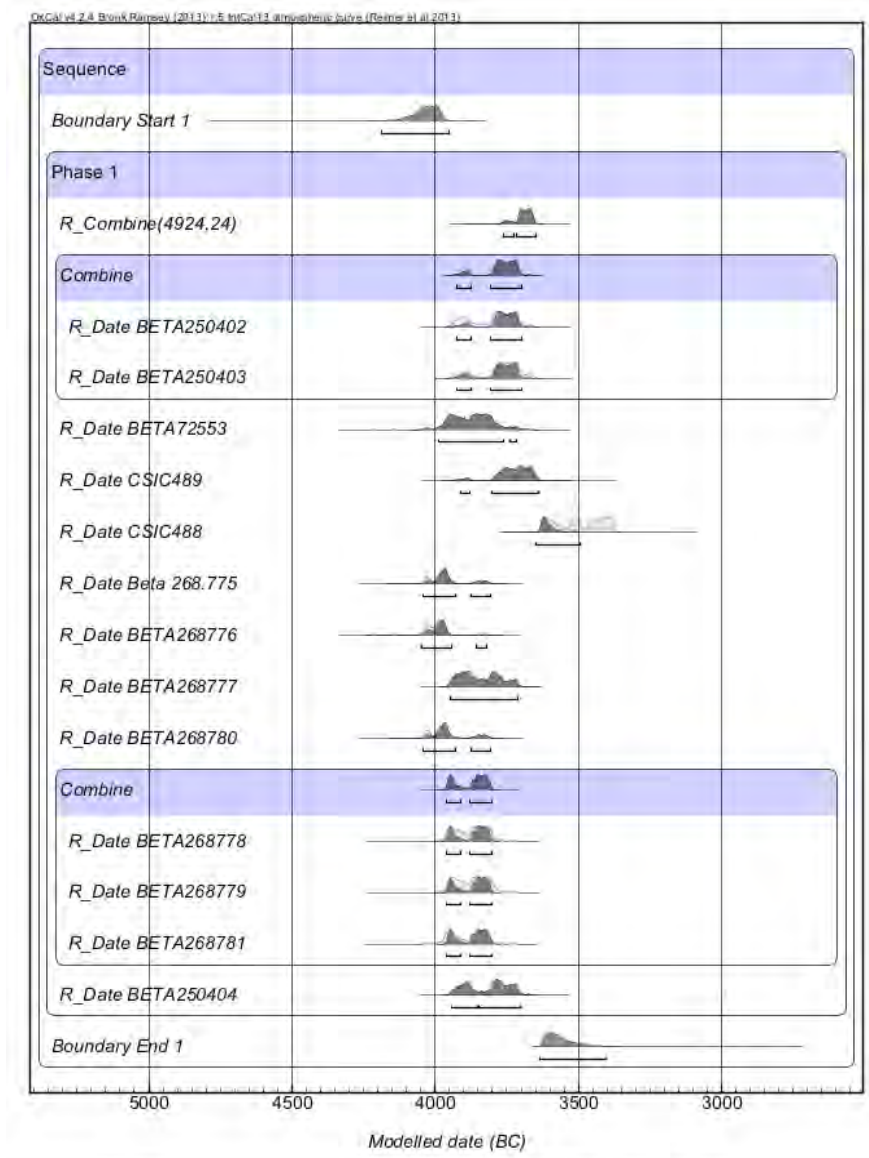 OxCal v4.2.4 Bronk Ramsey (2013); r:5 IntCal13 atmospheric curve (Reimer et al 2013)
Sequence
Boundary Start 1
Phase 1
R_Combine(4924,24)
Combine
R_Date BETA250402
R_Date BETA250403
R_Date BETA72553
R_Date CSIC489
R_Date CSIC488
R_Date Beta 268.775
R_Date BETA268776
R_Date BETA268777
R_Date BETA268780
Combine
R_Date BETA268778
R_Date BETA268779
R_Date BETA268781
R_Date BETA250404
Boundary End 1
5000 4500 4000 3500 3000
Modelled date (BC)